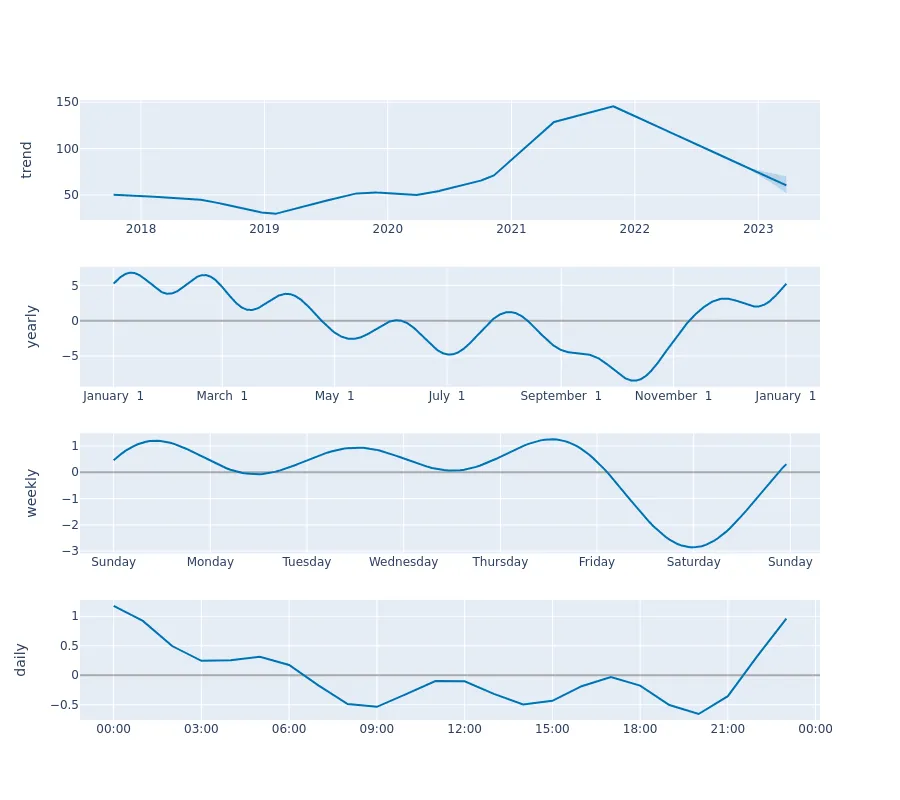 trend
150
100
50
2018 2019 2020 2021 2022 2023
yearly
5
0
−5
January 1 March 1 May 1 July 1 September 1 November 1 January 1
weekly
1
0
−1
−2
−3
Sunday Monday Tuesday Wednesday Thursday Friday Saturday Sunday
daily
1
0.5
0
−0.5
00:00 03:00 06:00 09:00 12:00 15:00 18:00 21:00 00:00